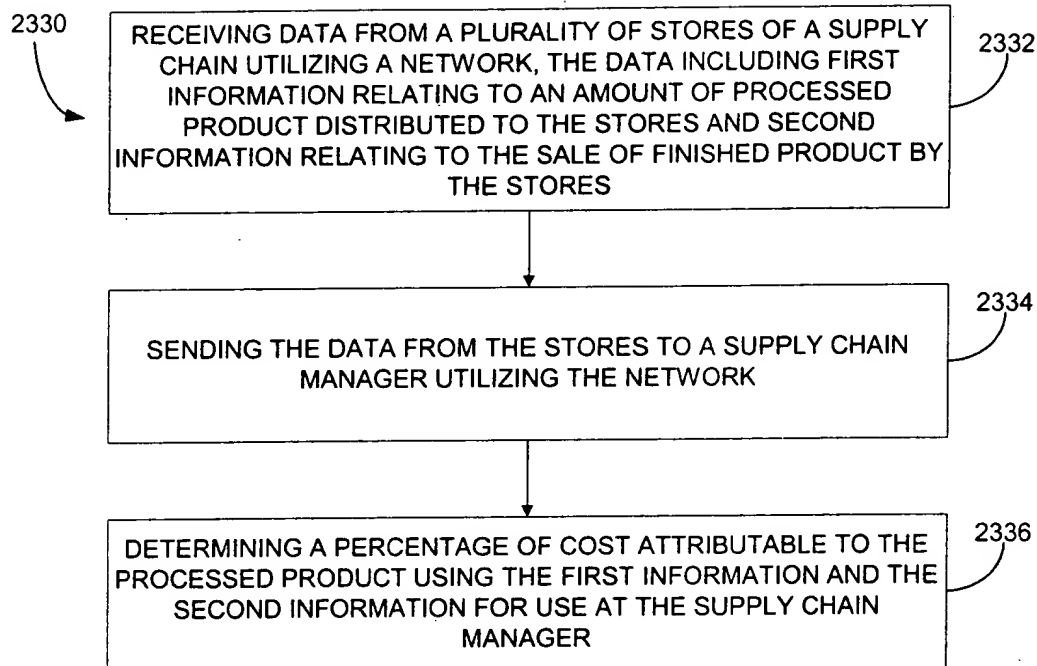 2330
RECEIVING DATA FROM A PLURALITY OF STORES OF A SUPPLY
CHAIN UTILIZING A NETWORK, THE DATA INCLUDING FIRST
INFORMATION RELATING TO AN AMOUNT OF PROCESSED
PRODUCT DISTRIBUTED TO THE STORES AND SECOND
INFORMATION RELATING TO THE SALE OF FINISHED PRODUCT BY
THE STORES
2332
SENDING THE DATA FROM THE STORES TO A SUPPLY CHAIN
MANAGER UTILIZING THE NETWORK
2334
DETERMINING A PERCENTAGE OF COST ATTRIBUTABLE TO THE
PROCESSED PRODUCT USING THE FIRST INFORMATION AND THE
SECOND INFORMATION FOR USE AT THE SUPPLY CHAIN
MANAGER
2336